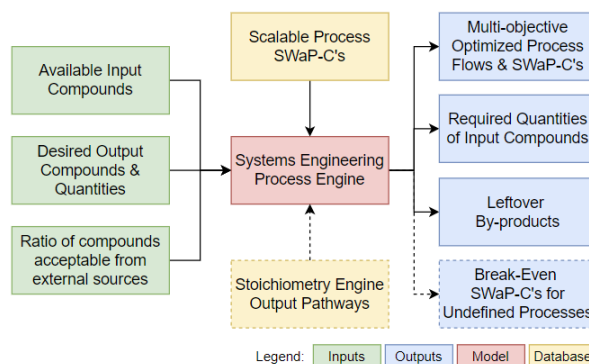 Available Input
Compounds
Desired Output
Compounds &
Quantities
Ratio of compounds
acceptable from
external sources
Scalable Process
SWaP-C's
Systems Engineering
Process Engine
Stoichiometry Engine
Output Pathways
Multi-objective
Optimized Process
Flows & SWaP-C's
Required Quantities
of Input Compounds
Leftover
By-products
Break-Even
SWaP-C's for
Undefined Processes
Legend: Inputs Outputs Model Database